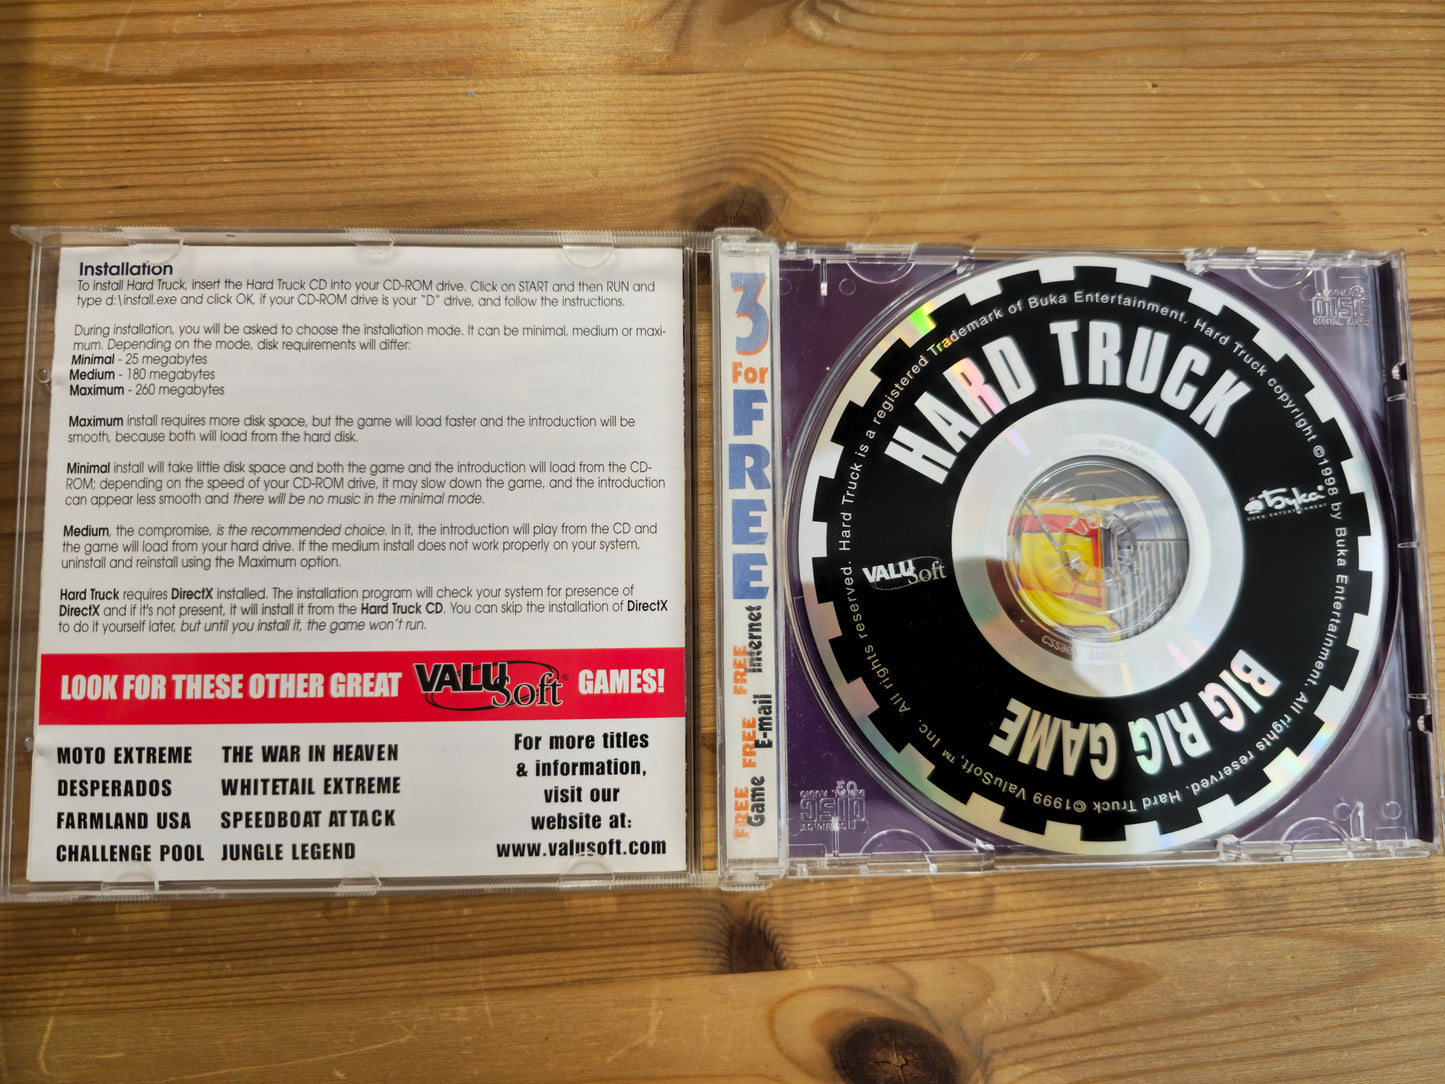 Installation
To install Hard Truck, insert the Hard Truck CD into your CD-ROM drive. Click on START and then RUN and
type d:\install.exe and click OK, if your CD-ROM drive is your "D" drive, and follow the instructions.
During installation, you will be asked to choose the installation mode. It can be minimal, medium or maxi-
mum. Depending on the mode, disk requirements will differ:
Minimal - 25 megabytes
Medium - 180 megabytes
Maximum - 260 megabytes
Maximum install requires more disk space, but the game will load faster and the introduction will be
smooth, because both will load from the hard disk.
Minimal install will take little disk space and both the game and the introduction will load from the CD-
ROM; depending on the speed of your CD-ROM drive, it may slow down the game, and the introduction
can appear less smooth and there will be no music in the minimal mode.
Medium, the compromise, is the recommended choice. In it, the introduction will play from the CD and
the game will load from your hard drive. If the medium install does not work properly on your system,
uninstall and reinstall using the Maximum option.
Hard Truck requires DirectX installed. The installation program will check your system for presence of
DirectX and if it's not present, it will install it from the Hard Truck CD. You can skip the installation of DirectX
to do it yourself later, but until you install it, the game won't run.
LOOK FOR THESE OTHER GREAT VALUSoft® GAMES!
MOTO EXTREME
DESPERADOS
FARMLAND USA
CHALLENGE POOL
THE WAR IN HEAVEN
WHITETAIL EXTREME
SPEEDBOAT ATTACK
JUNGLE LEGEND
For more titles
& information,
visit our
website at:
www.valusoft.com
3
For
FREE
FREE Internet
FREE E-mail
FREE Game
HARD TRUCK
BIG RIG GAME
VALUSoft
Бука
BUKA ENTERTAINMENT
Hard Truck is a registered Trademark of Buka Entertainment. Hard Truck copyright ©1998 by Buka Entertainment. All rights reserved. Hard Truck ©1999 ValuSoft,™ Inc. All rights reserved.
DISC
DIGITAL AUDIO
COMPACT
DISC
DIGITAL AUDIO